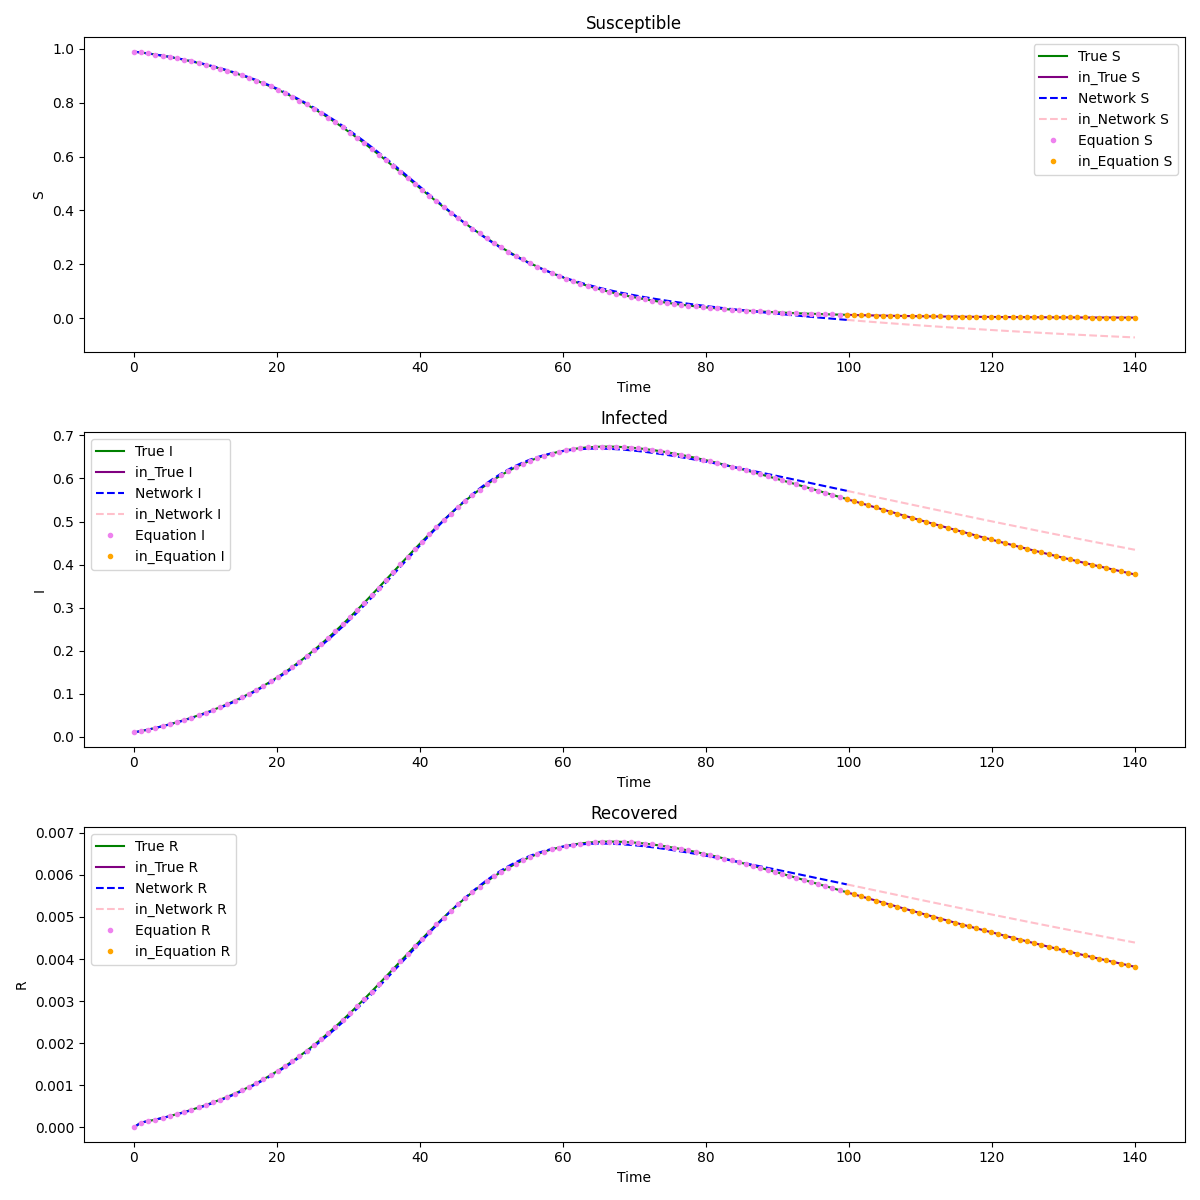 Susceptible
1.0
0.8
0.6
0.4
0.2
0.0
S
True S
in_True S
Network S
in_Network S
Equation S
in_Equation S
0 20 40 60 80 100 120 140
Time
Infected
0.7
0.6
0.5
0.4
0.3
0.2
0.1
0.0
I
True I
in_True I
Network I
in_Network I
Equation I
in_Equation I
0 20 40 60 80 100 120 140
Time
Recovered
0.007
0.006
0.005
0.004
0.003
0.002
0.001
0.000
R
True R
in_True R
Network R
in_Network R
Equation R
in_Equation R
0 20 40 60 80 100 120 140
Time